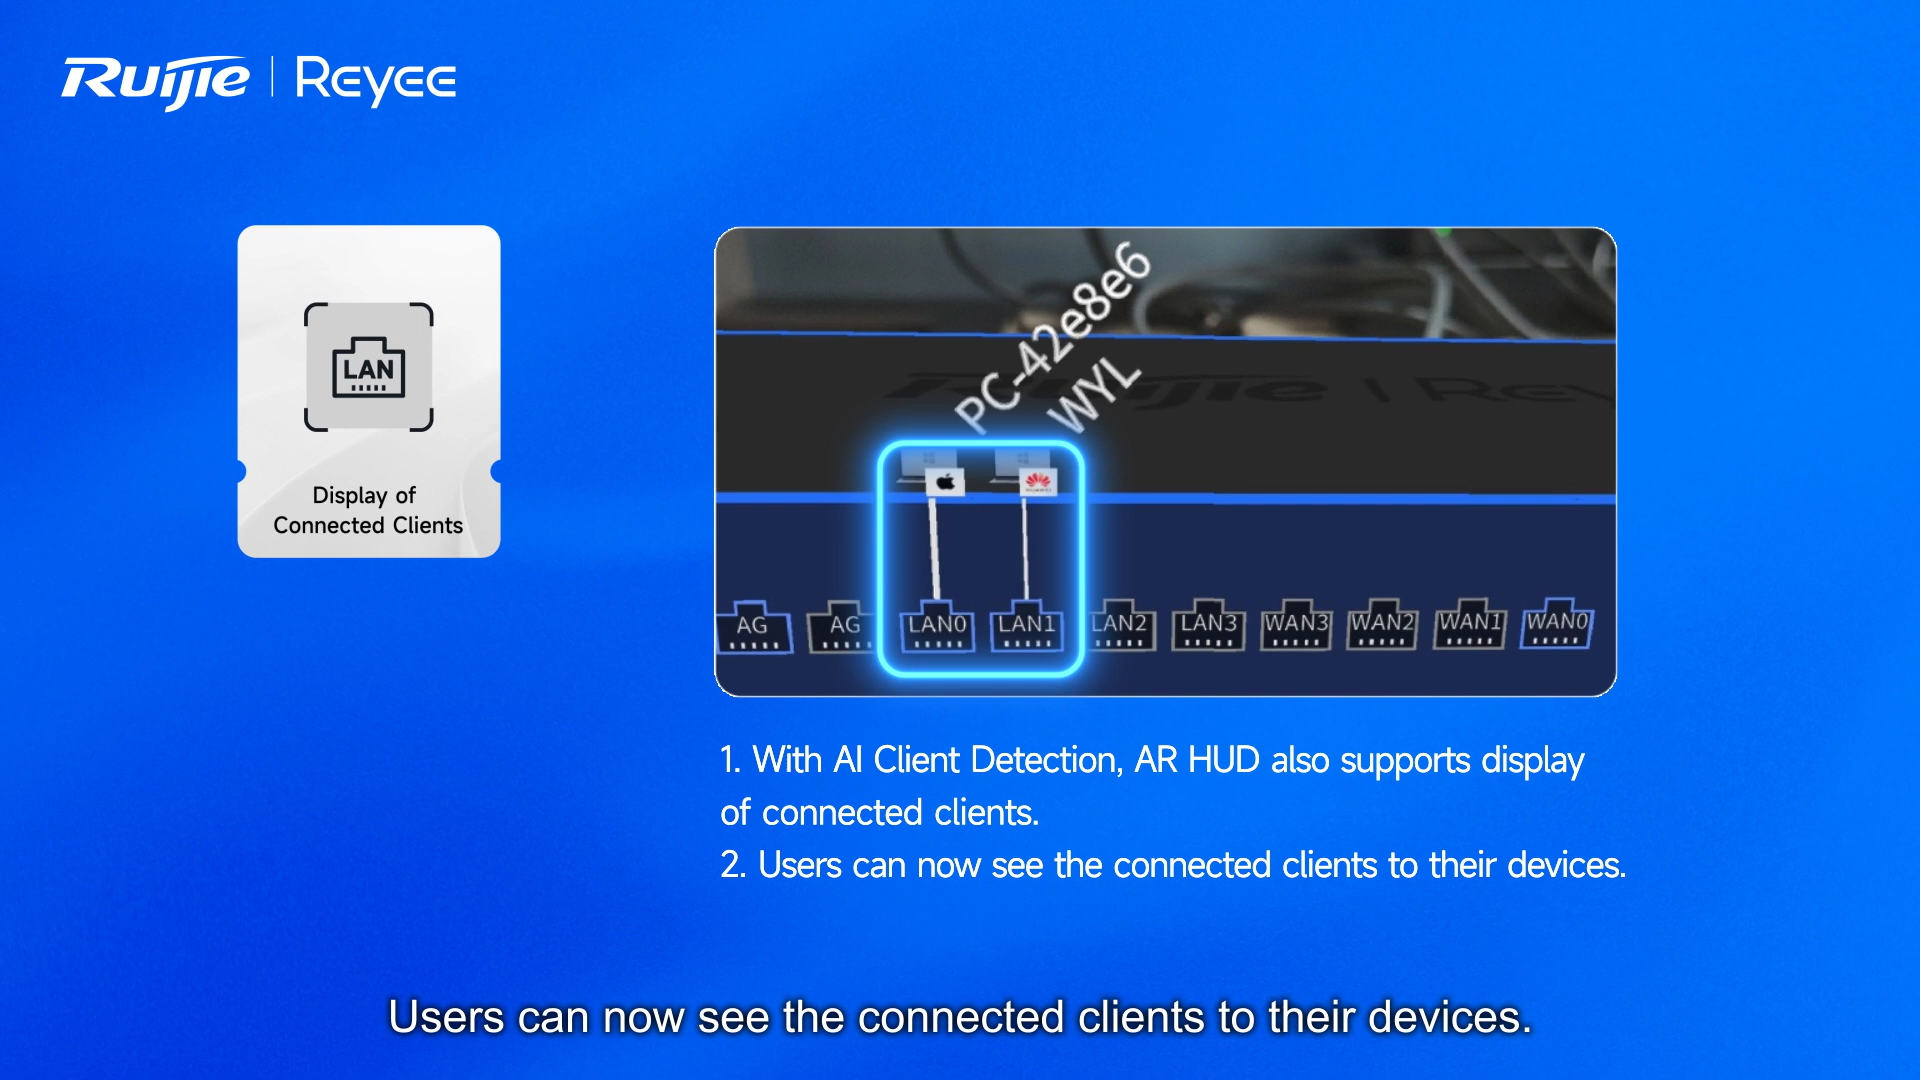 Ruijie | Reyee
LAN
Display of
Connected Clients
PC-42e8e6
WYL
Ruijie | Rey
AG
AG
LAN0
LAN1
LAN2
LAN3
WAN3
WAN2
WAN1
WAN0
1. With AI Client Detection, AR HUD also supports display
of connected clients.
2. Users can now see the connected clients to their devices.
Users can now see the connected clients to their devices.